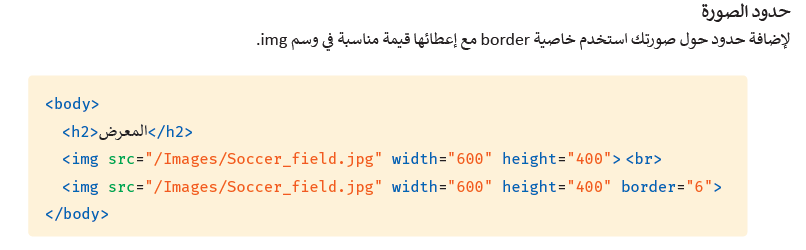 حدود الصورة
لإضافة حدود حول صورتك استخدم خاصية border مع إعطائها قيمة مناسبة في وسم img.
<body>
<h2>المعرض</h2>
<img src="/Images/Soccer_field.jpg" width="600" height="400"><br>
<img src="/Images/Soccer_field.jpg" width="600" height="400" border="6">
</body>